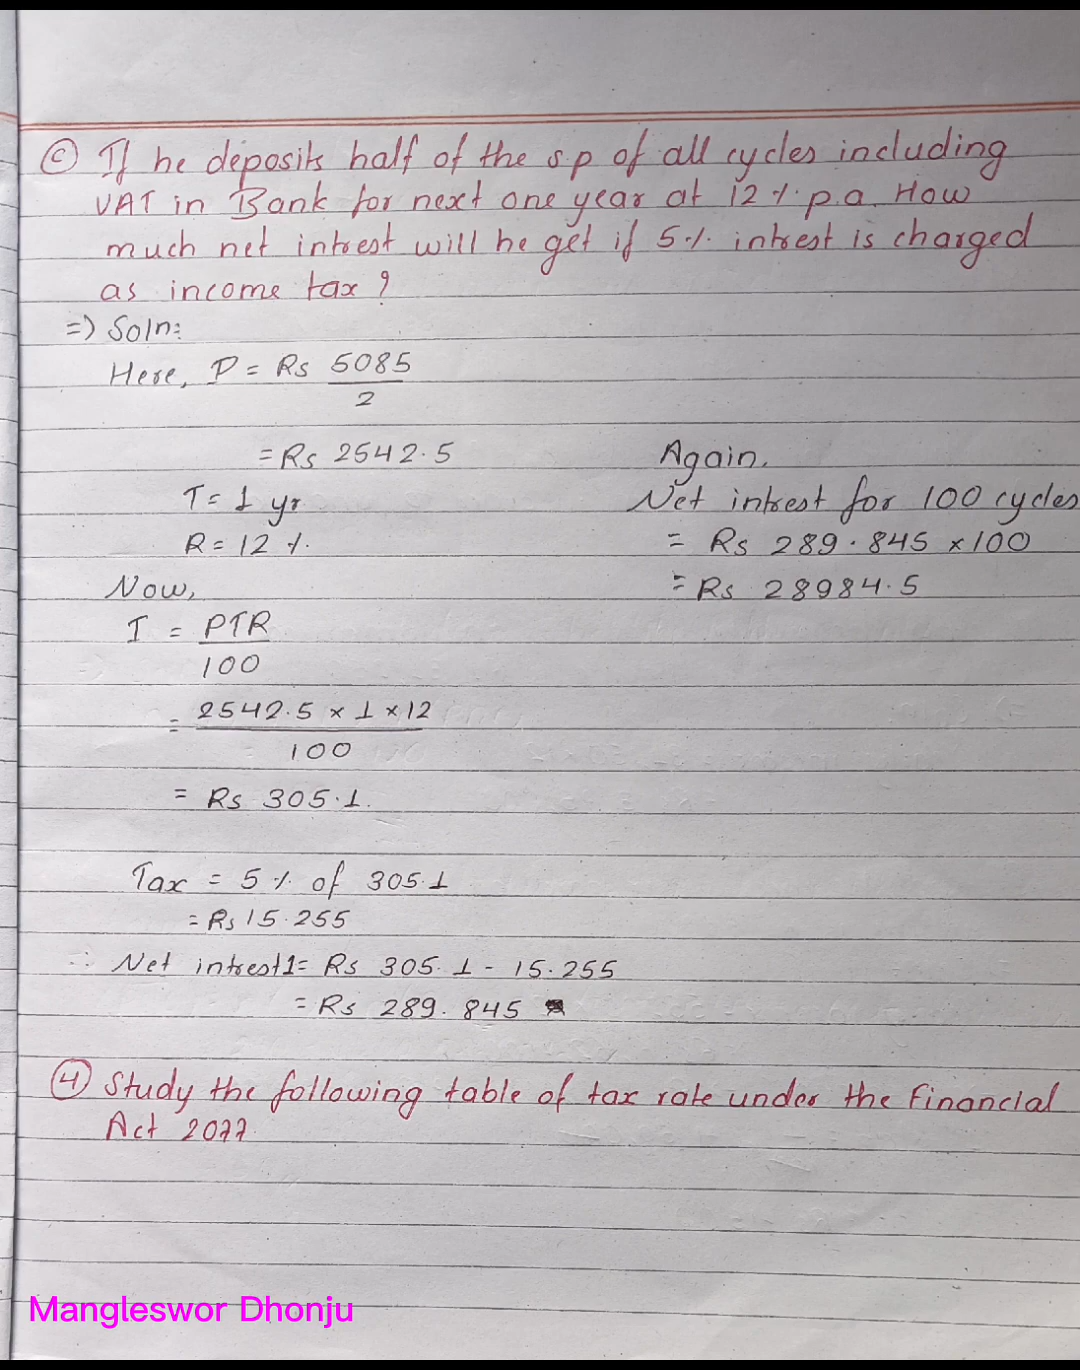 © If he deposits half of the s.p of all cycles including
VAT in Bank for next one year at 12 % p.a. How
much net intrest will he get if 5% intrest is charged
as income tax ?
=) Soln:
Here, P = Rs 5085
2
= Rs 2542.5
T = 1 yr
R = 12 %.
Now,
I = PTR
100
= 2542.5 × 1 × 12
100
= Rs 305.1.
Tax = 5 % of 305.1
= Rs 15.255
∴ Net intrest1= Rs 305.1 - 15.255
= Rs 289.845
Again,
Net intrest for 100 cycles
= Rs 289.845 ×100
= Rs 28984.5
④ Study the following table of tax rate under the Financial
Act 2077.
Mangleswor Dhonju